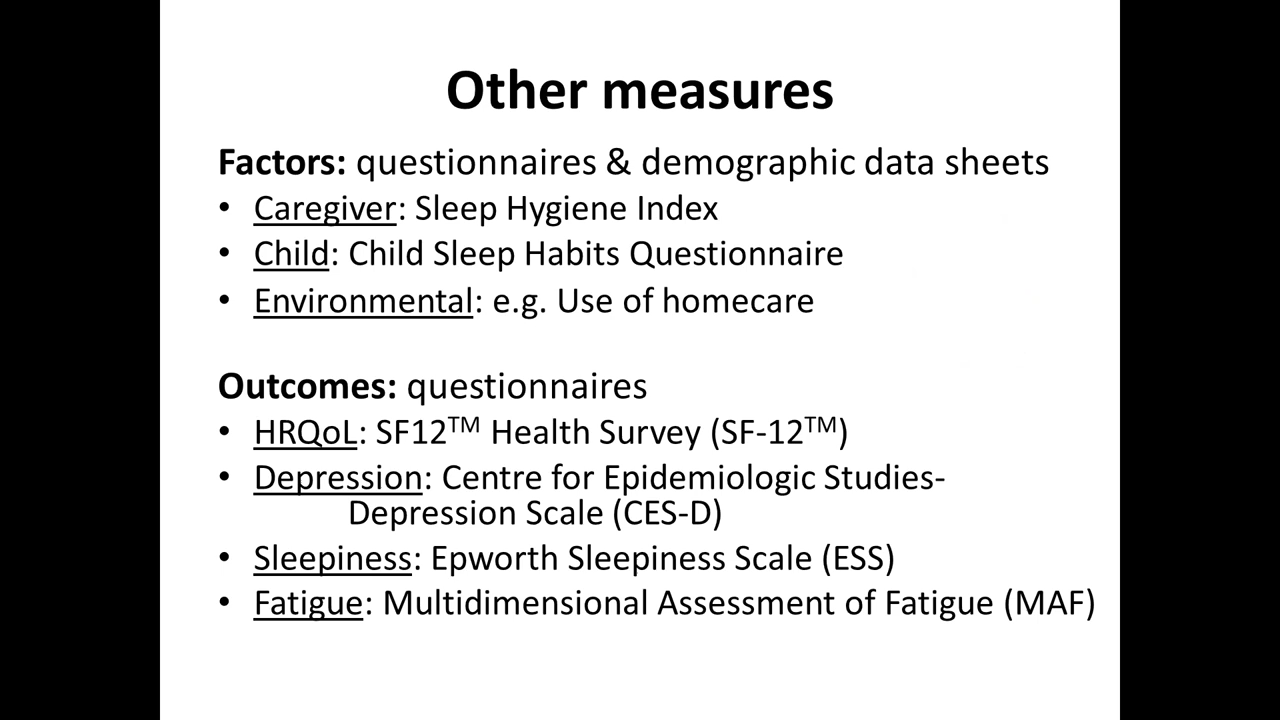 Other measures
Factors: questionnaires & demographic data sheets
• Caregiver: Sleep Hygiene Index
• Child: Child Sleep Habits Questionnaire
• Environmental: e.g. Use of homecare
Outcomes: questionnaires
• HRQoL: SF12TM Health Survey (SF-12TM)
• Depression: Centre for Epidemiologic Studies-
Depression Scale (CES-D)
• Sleepiness: Epworth Sleepiness Scale (ESS)
• Fatigue: Multidimensional Assessment of Fatigue (MAF)